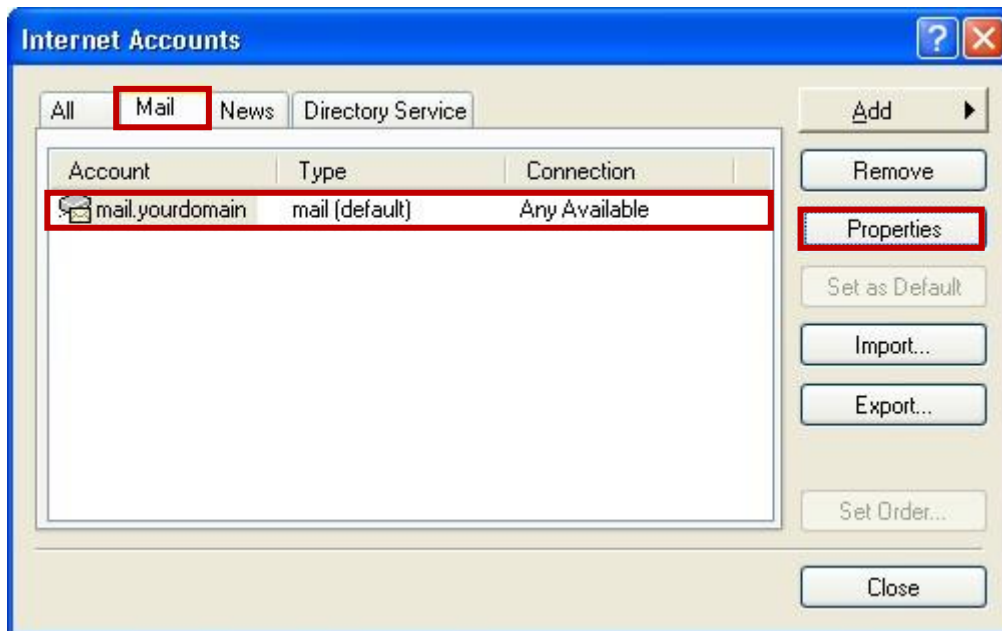 Internet Accounts
All Mail News Directory Service
Add
Account Type Connection
Remove
mail.yourdomain mail (default) Any Available
Properties
Set as Default
Import...
Export...
Set Order...
Close